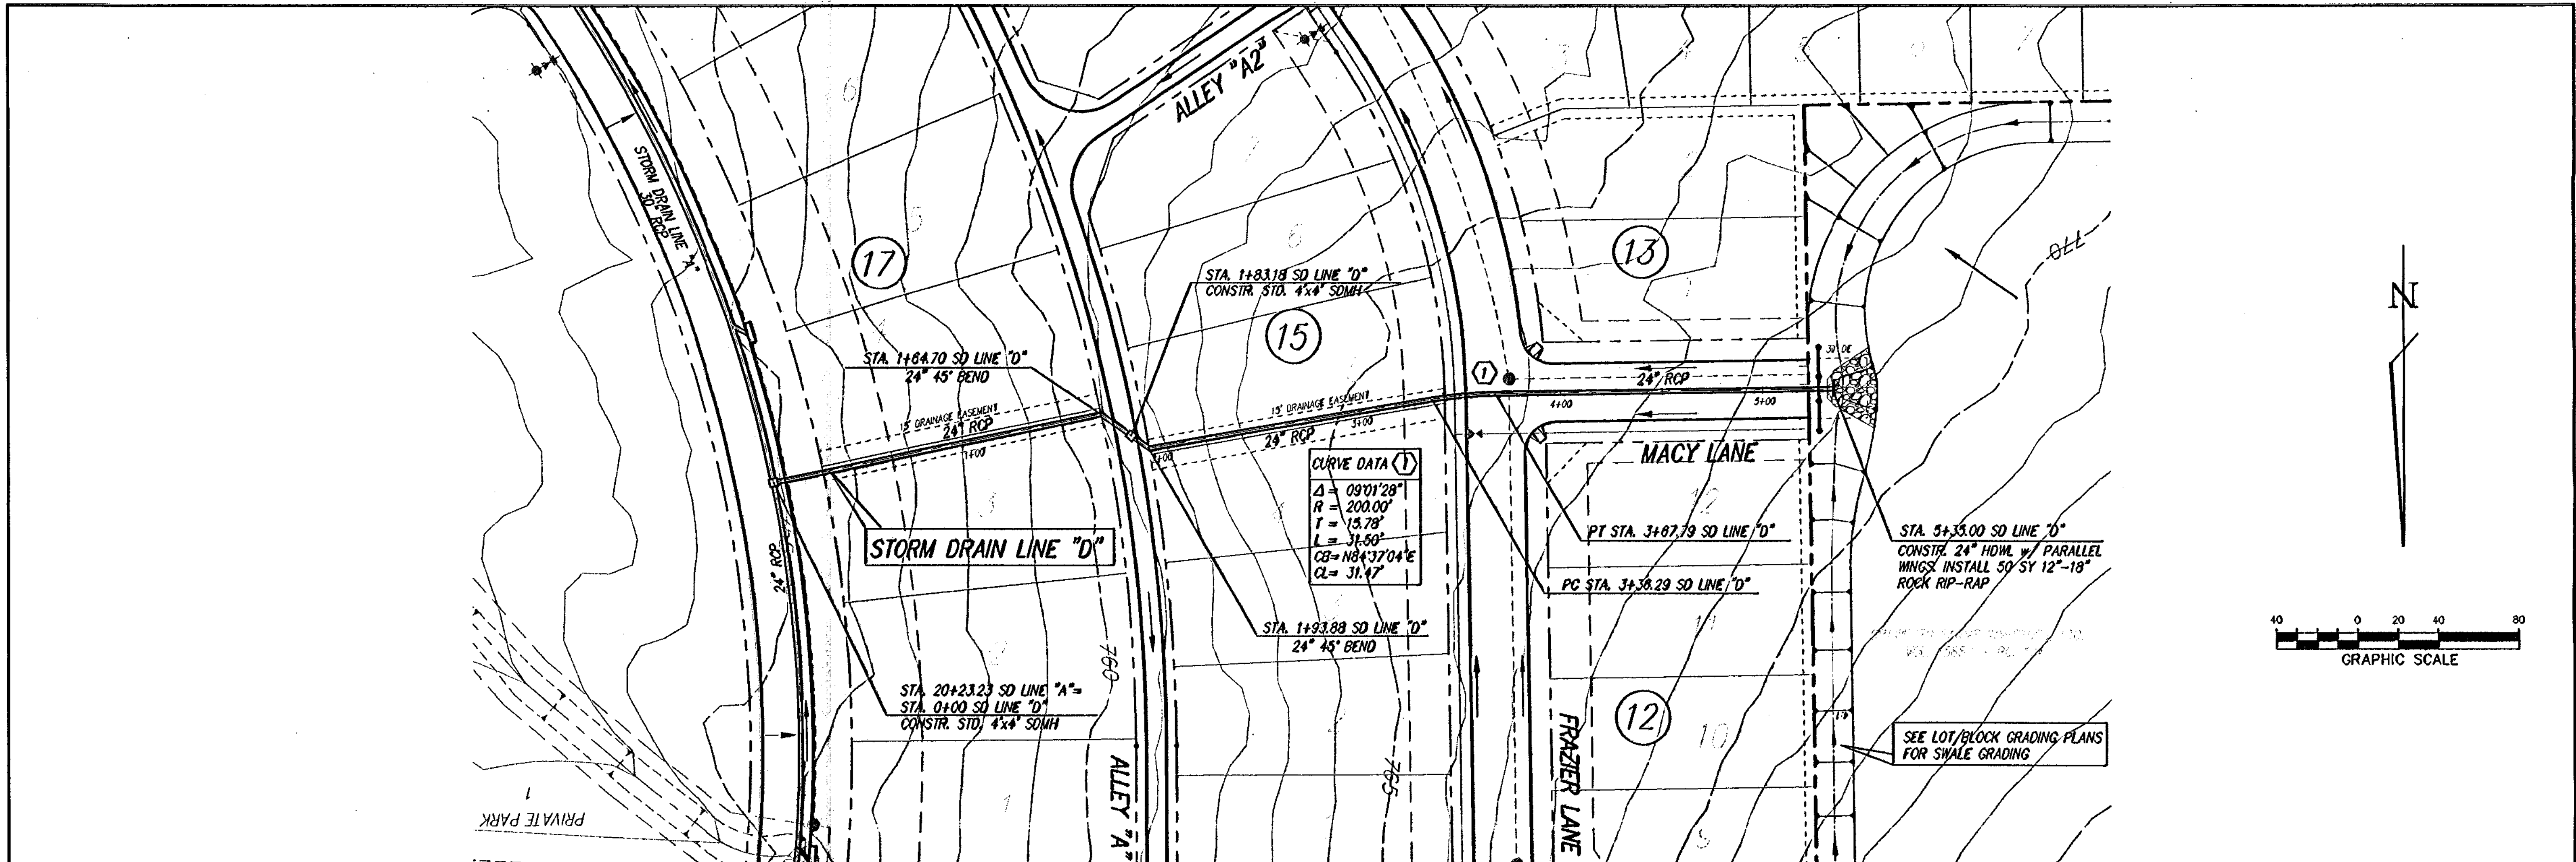 ALLEY "A2"
STORM DRAIN LINE "A"
30" RCP
17
13
15
STA. 1+83.18 SD LINE "D"
CONSTR. STD. 4'x4' SDMH
770
N
STA. 1+64.70 SD LINE "D"
24" 45° BEND
15' DRAINAGE EASEMENT
24" RCP
1+00
15' DRAINAGE EASEMENT
24" RCP
3+00
1
24" RCP
4+00
5+00
30' DE
MACY LANE
CURVE DATA 1
Δ = 09°01'28"
R = 200.00'
T = 15.78'
L = 31.50'
CB= N84°37'04"E
CL= 31.47'
STORM DRAIN LINE "D"
24" RCP
PT STA. 3+67.79 SD LINE "D"
PC STA. 3+36.29 SD LINE "D"
STA. 5+35.00 SD LINE "D"
CONSTR. 24" HDWL w/ PARALLEL
WINGS. INSTALL 50 SY 12"-18"
ROCK RIP-RAP
STA. 1+93.88 SD LINE "D"
24" 45° BEND
40 0 20 40 80
GRAPHIC SCALE
760
STA. 20+23.23 SD LINE "A"=
STA. 0+00 SD LINE "D"
CONSTR. STD. 4'x4' SDMH
12
10
SEE LOT/BLOCK GRADING PLANS
FOR SWALE GRADING
765
ALLEY "A"
FRAZIER LANE
PRIVATE PARK
1